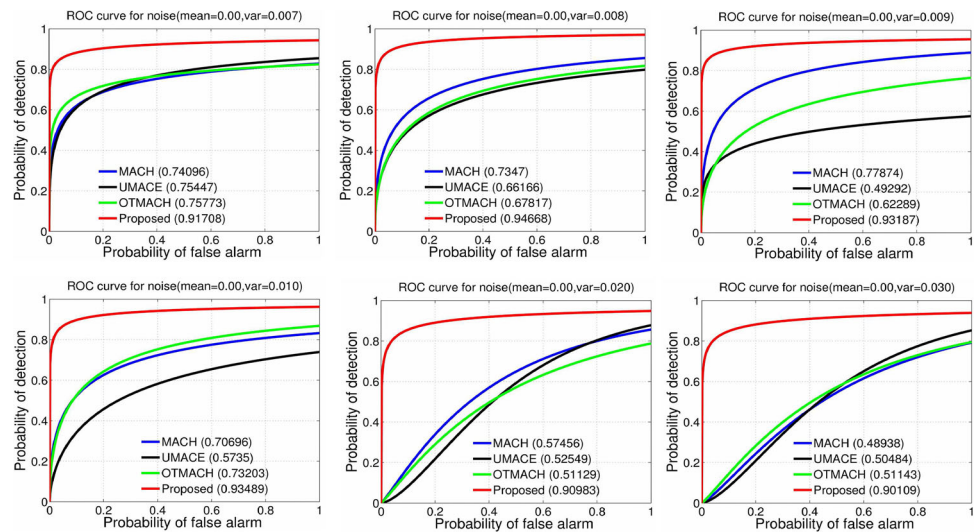 ROC curve for noise(mean=0.00,var=0.007)
Probability of detection
1
0.8
0.6
0.4
0.2
0
MACH (0.74096)
UMACE (0.75447)
OTMACH (0.75773)
Proposed (0.91708)
0 0.2 0.4 0.6 0.8 1
Probability of false alarm
ROC curve for noise(mean=0.00,var=0.008)
Probability of detection
1
0.8
0.6
0.4
0.2
0
MACH (0.7347)
UMACE (0.66166)
OTMACH (0.67817)
Proposed (0.94668)
0 0.2 0.4 0.6 0.8 1
Probability of false alarm
ROC curve for noise(mean=0.00,var=0.009)
Probability of detection
1
0.8
0.6
0.4
0.2
0
MACH (0.77874)
UMACE (0.49292)
OTMACH (0.62289)
Proposed (0.93187)
0 0.2 0.4 0.6 0.8 1
Probability of false alarm
ROC curve for noise(mean=0.00,var=0.010)
Probability of detection
1
0.8
0.6
0.4
0.2
0
MACH (0.70696)
UMACE (0.5735)
OTMACH (0.73203)
Proposed (0.93489)
0 0.2 0.4 0.6 0.8 1
Probability of false alarm
ROC curve for noise(mean=0.00,var=0.020)
Probability of detection
1
0.8
0.6
0.4
0.2
0
MACH (0.57456)
UMACE (0.52549)
OTMACH (0.51129)
Proposed (0.90983)
0 0.2 0.4 0.6 0.8 1
Probability of false alarm
ROC curve for noise(mean=0.00,var=0.030)
Probability of detection
1
0.8
0.6
0.4
0.2
0
MACH (0.48938)
UMACE (0.50484)
OTMACH (0.51143)
Proposed (0.90109)
0 0.2 0.4 0.6 0.8 1
Probability of false alarm